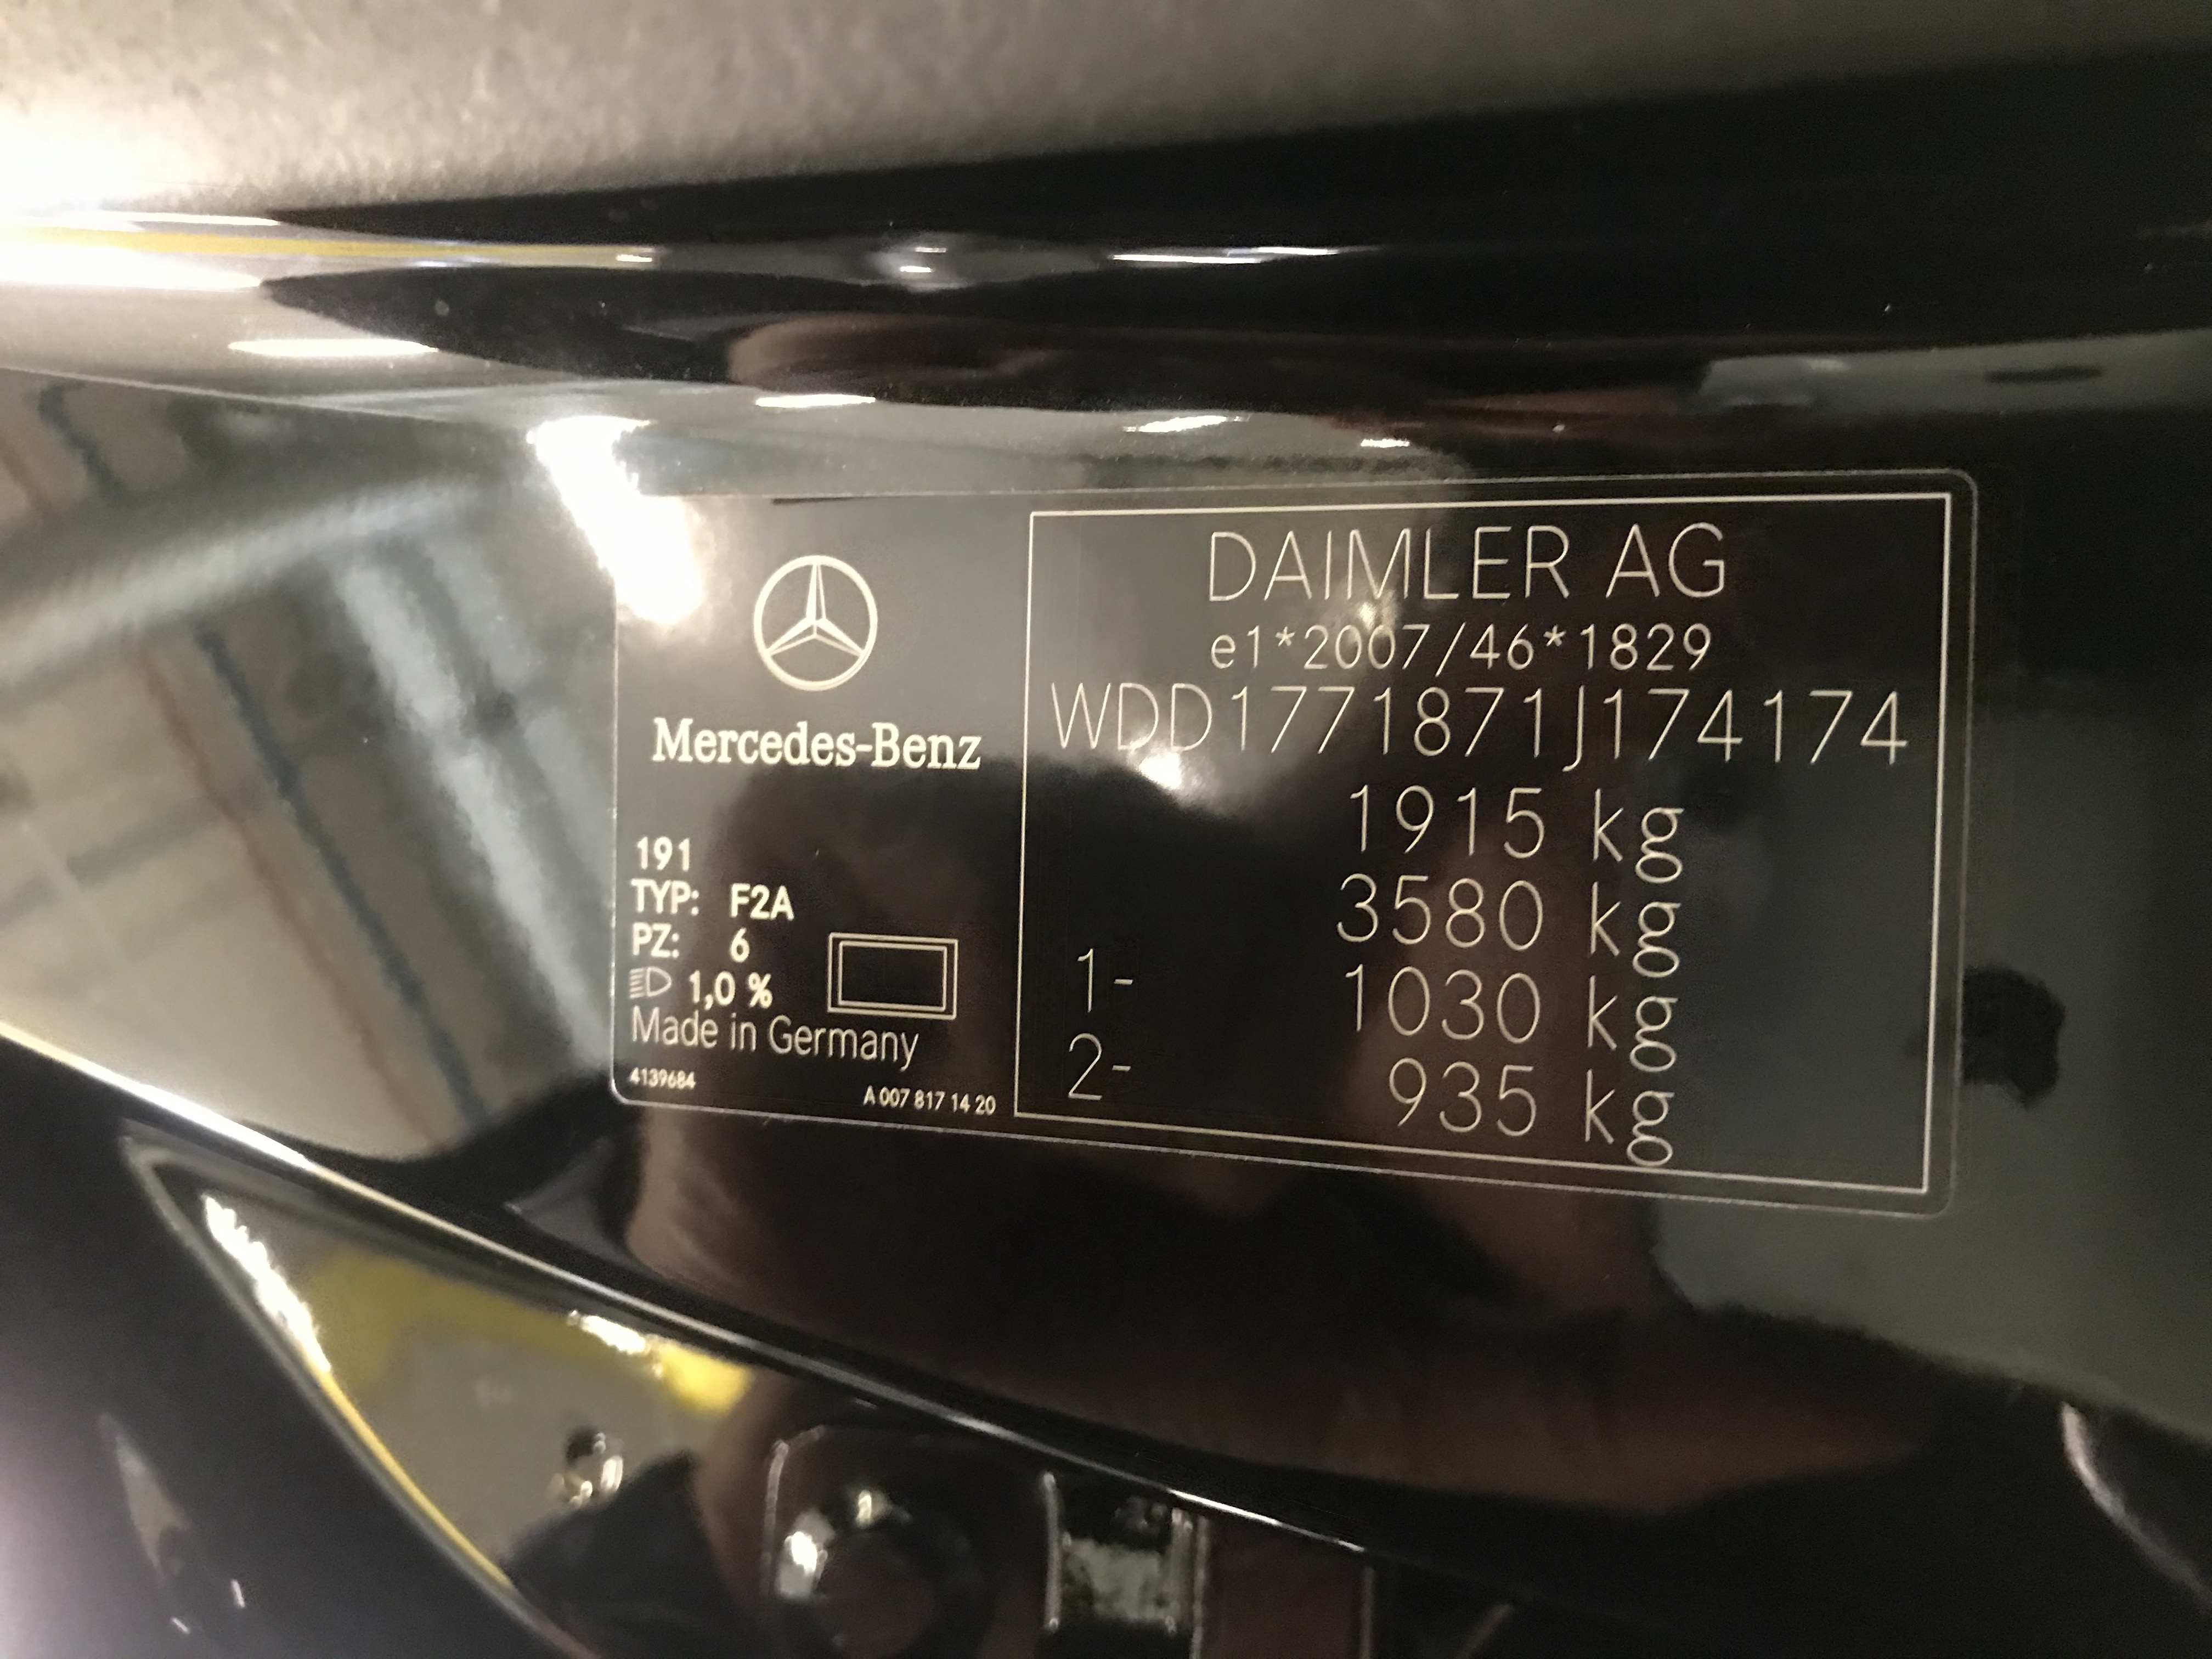 Mercedes-Benz
191
TYP: F2A
PZ: 6
1,0 %
Made in Germany
4139684
A 007 817 14 20
DAIMLER AG
e1*2007/46*1829
WDD1771871J174174
1915 kg
3580 kg
1- 1030 kg
2- 935 kg